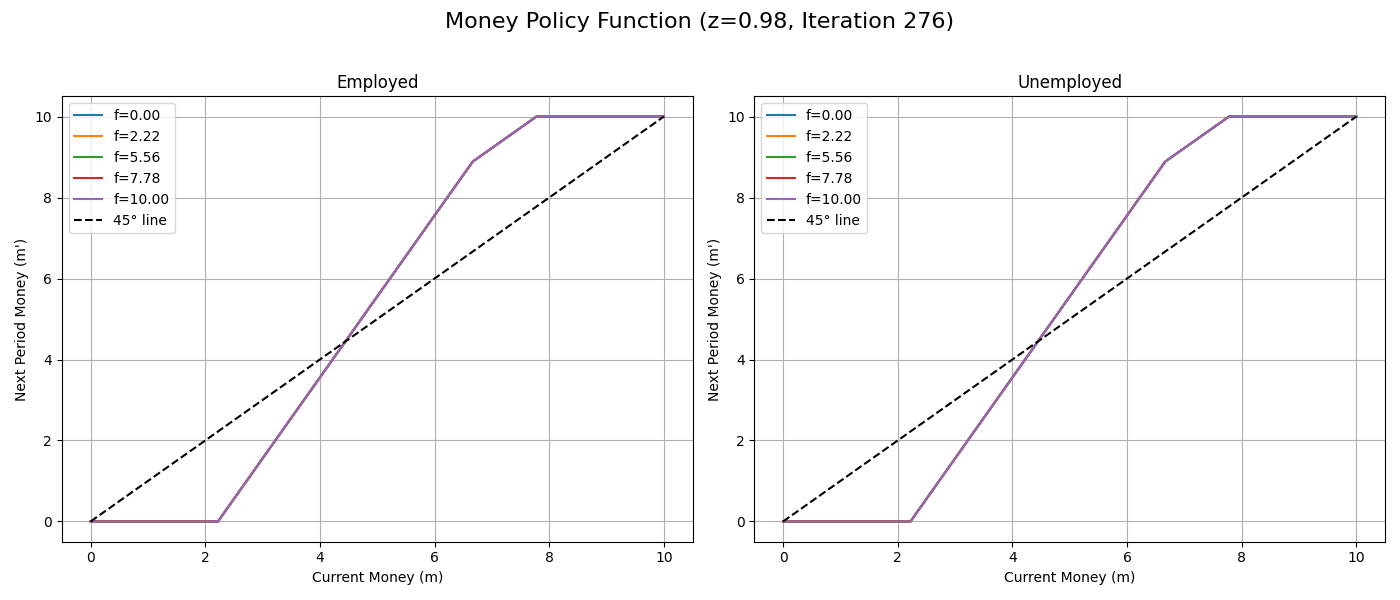 Money Policy Function (z=0.98, Iteration 276)
Employed
f=0.00
f=2.22
f=5.56
f=7.78
f=10.00
45° line
10
8
6
4
2
0
Next Period Money (m')
0 2 4 6 8 10
Current Money (m)
Unemployed
f=0.00
f=2.22
f=5.56
f=7.78
f=10.00
45° line
10
8
6
4
2
0
Next Period Money (m')
0 2 4 6 8 10
Current Money (m)